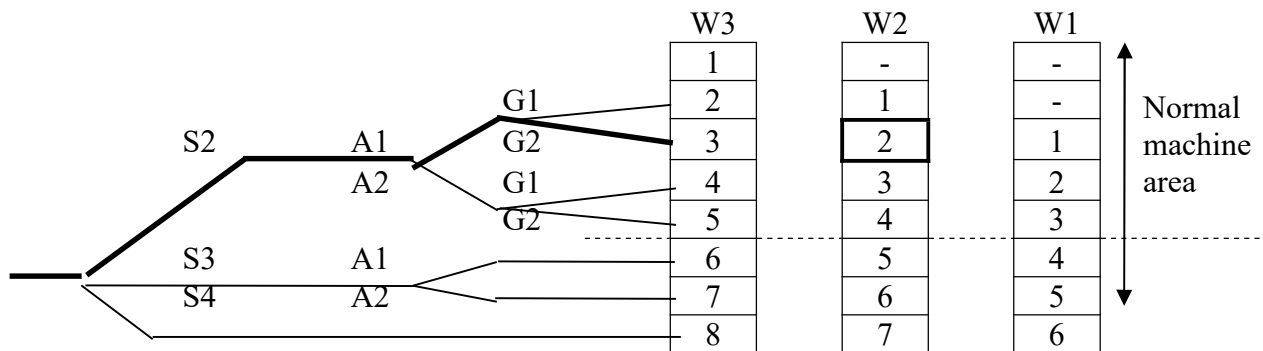 W3 W2 W1
1 - -
G1 2 1 -
S2 A1 G2 3 2 1
A2 G1 4 3 2
G2 5 4 3
S3 A1 6 5 4
S4 A2 7 6 5
8 7 6
Normal
machine
area